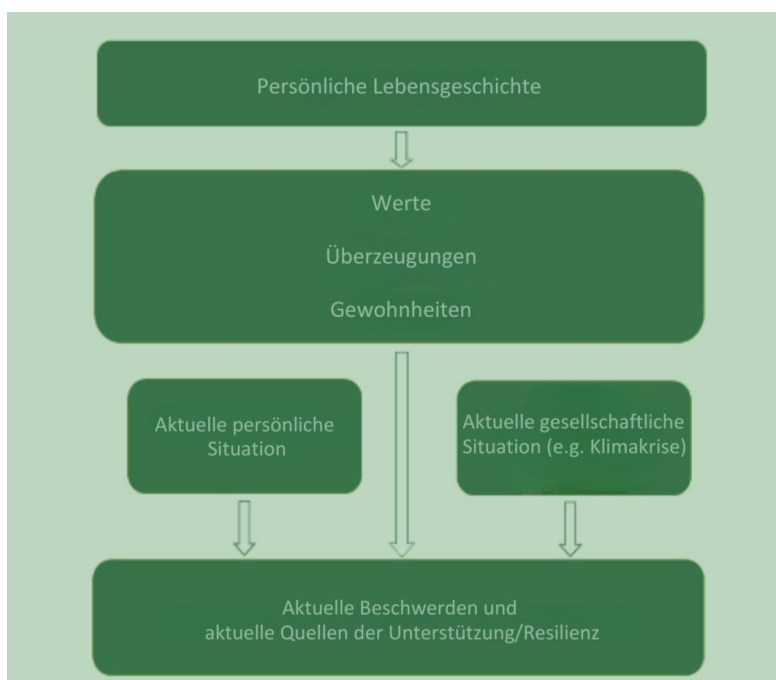 Persönliche Lebensgeschichte
Werte
Überzeugungen
Gewohnheiten
Aktuelle persönliche
Situation
Aktuelle gesellschaftliche
Situation (e.g. Klimakrise)
Aktuelle Beschwerden und
aktuelle Quellen der Unterstützung/Resilienz